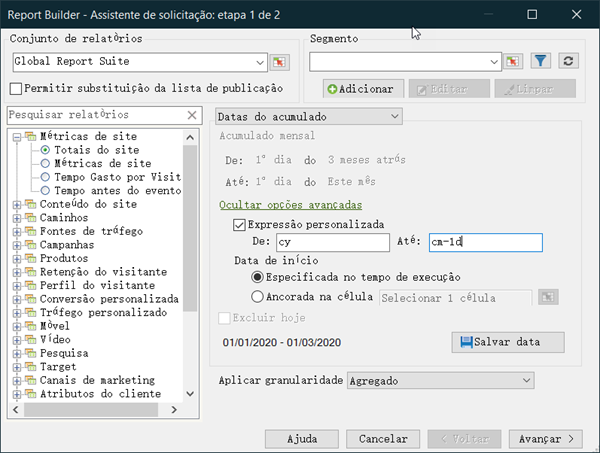 Report Builder - Assistente de solicitação: etapa 1 de 2
Conjunto de relatòrios
Global Report Suite
Permitir substituição da lista de publicação
Segmento
Adicionar
Editar
Limpar
Pesquisar relatòrios
Métricas de site
Totais do site
Métricas de site
Tempo Gasto por Visit
Tempo antes do evento
Conteúdo do site
Caminhos
Fontes de tráfego
Campanhas
Produtos
Retenção do visitante
Perfil do visitante
Conversão personalizada
Tráfego personalizado
Mòvel
Vídeo
Pesquisa
Target
Canais de marketing
Atributos do cliente
Datas do acumulado
Acumulado mensal
De: 1º dia do 3 meses atrás
Até: 1º dia do Este mês
Ocultar opções avançadas
Expressão personalizada
De: cy Até: cm-1d
Data de início
Especificada no tempo de execução
Ancorada na célula Selecionar 1 célula
Excluir hoje
01/01/2020 - 01/03/2020
Salvar data
Aplicar granularidade Agregado
Ajuda
Cancelar
< Voltar
Avançar >